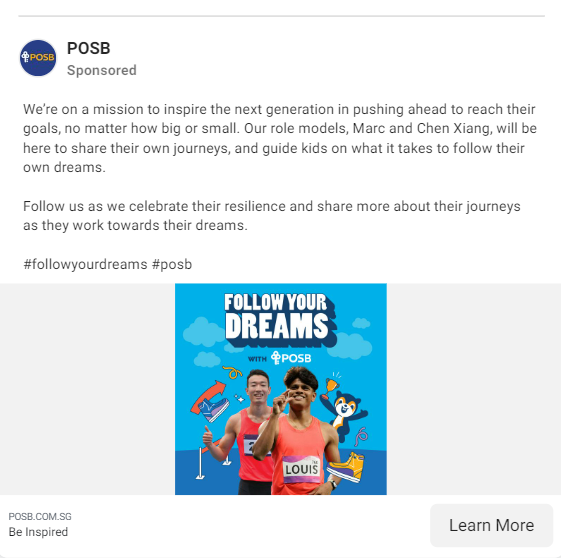 POSB
POSB
Sponsored
We’re on a mission to inspire the next generation in pushing ahead to reach their
goals, no matter how big or small. Our role models, Marc and Chen Xiang, will be
here to share their own journeys, and guide kids on what it takes to follow their
own dreams.
Follow us as we celebrate their resilience and share more about their journeys
as they work towards their dreams.
#followyourdreams #posb
FOLLOW YOUR
DREAMS
WITH POSB
LOUIS
POSB.COM.SG
Be Inspired
Learn More